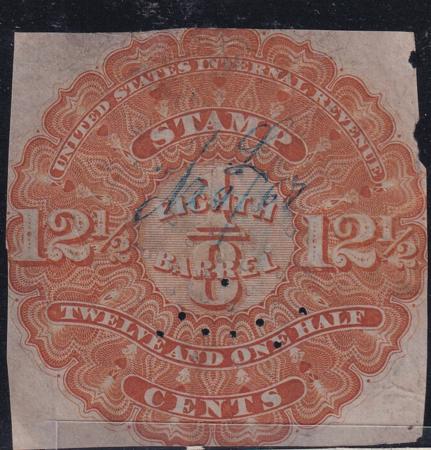 UNITED STATES INTERNAL REVENUE
STAMP
EIGHTH
12½ 1/8 12½
BARREL
TWELVE AND ONE HALF
CENTS